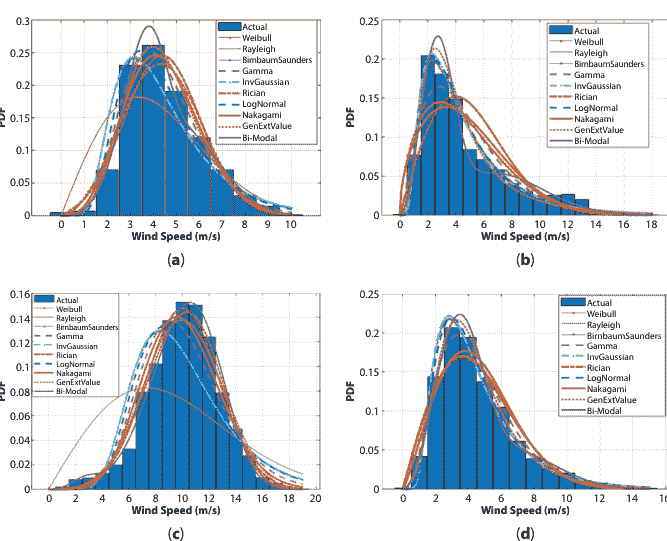 (a)
PDF
0.3
0.25
0.2
0.15
0.1
0.05
0
0 1 2 3 4 5 6 7 8 9 10
Wind Speed (m/s)
Actual
Weibull
Rayleigh
BirnbaumSaunders
Gamma
InvGaussian
Rician
LogNormal
Nakagami
GenExtValue
Bi-Modal
(b)
PDF
0.25
0.2
0.15
0.1
0.05
0
0 2 4 6 8 10 12 14 16 18
Wind Speed (m/s)
Actual
Weibull
Rayleigh
BirnbaumSaunders
Gamma
InvGaussian
Rician
LogNormal
Nakagami
GenExtValue
Bi-Modal
(c)
PDF
0.16
0.14
0.12
0.1
0.08
0.06
0.04
0.02
0
0 2 4 6 8 10 12 14 16 18 20
Wind Speed (m/s)
Actual
Weibull
Rayleigh
BirnbaumSaunders
Gamma
InvGaussian
Rician
LogNormal
Nakagami
GenExtValue
Bi-Modal
(d)
PDF
0.25
0.2
0.15
0.1
0.05
0
0 2 4 6 8 10 12 14 16
Wind Speed (m/s)
Actual
Weibull
Rayleigh
BirnbaumSaunders
Gamma
InvGaussian
Rician
LogNormal
Nakagami
GenExtValue
Bi-Modal